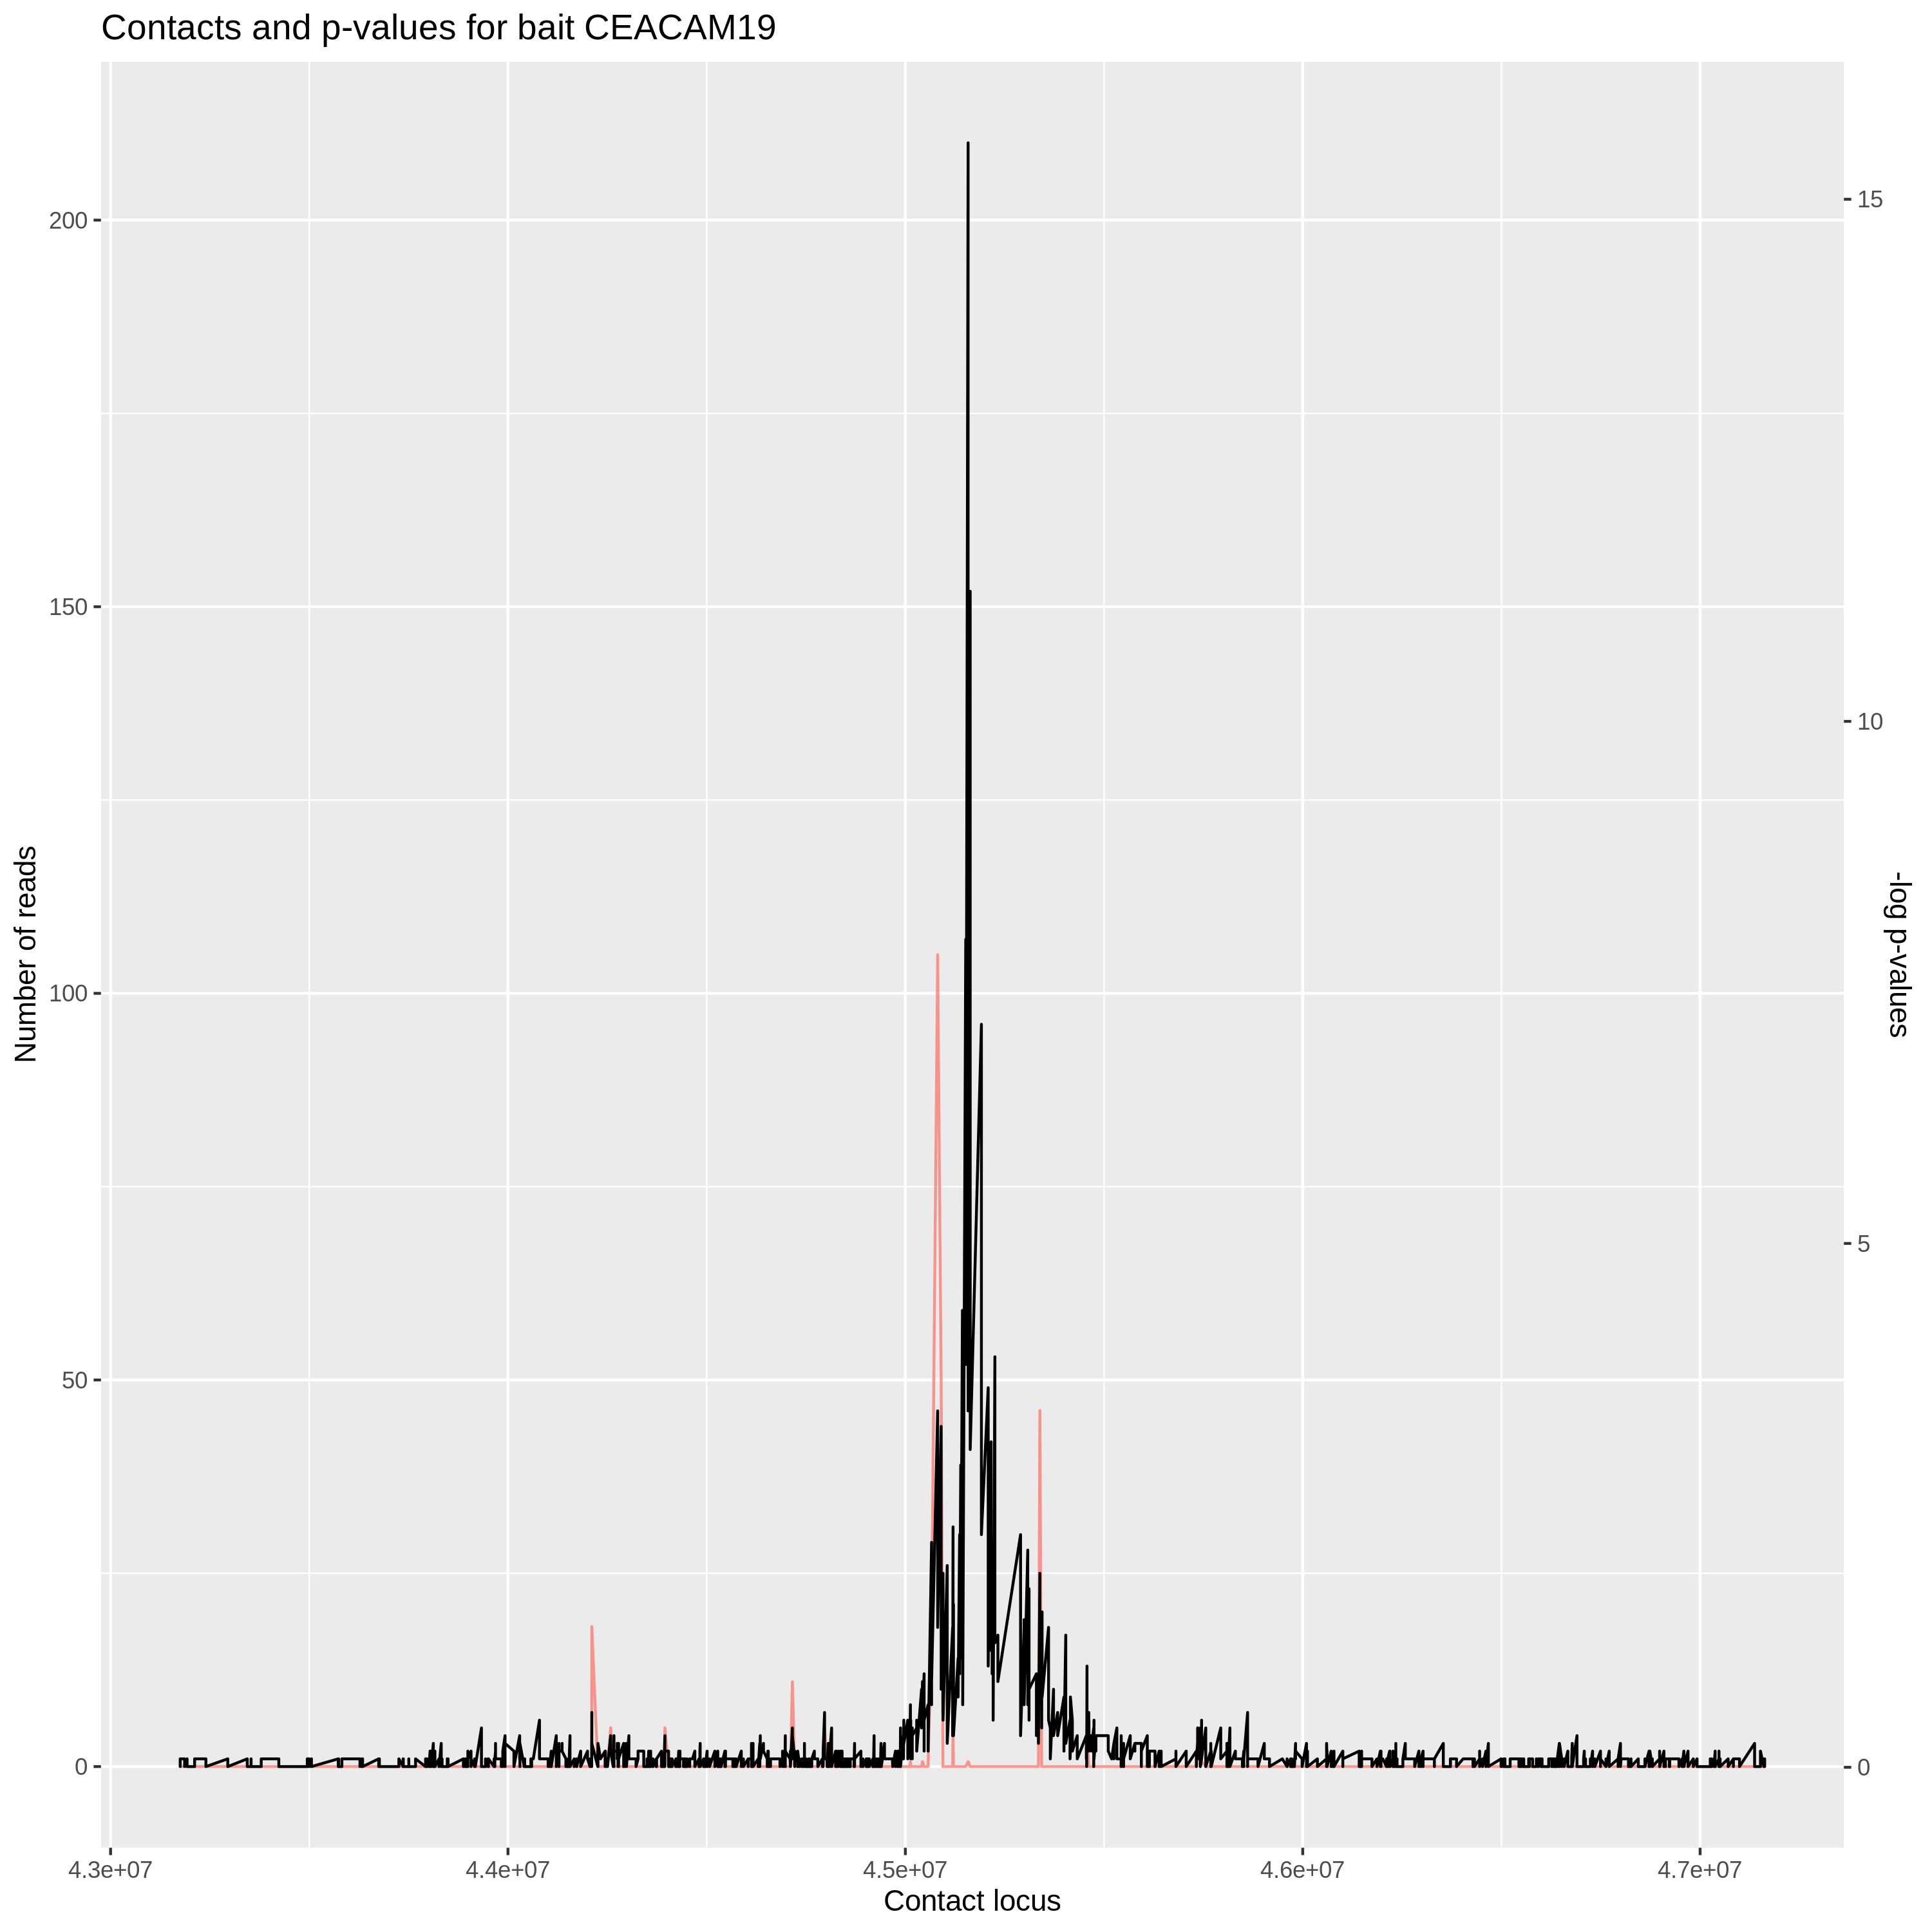 Contacts and p-values for bait CEACAM19
Number of reads
200
150
100
50
0
15
10
5
0
-log p-values
4.3e+07
4.4e+07
4.5e+07
4.6e+07
4.7e+07
Contact locus